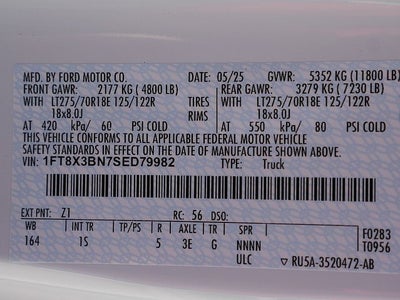 MFD. BY FORD MOTOR CO. 05/25 GVWR: 5352 KG (11800 LB)
FRONT GAWR: 2177 KG ( 4800 LB) REAR GAWR: 3279 KG ( 7230 LB)
WITH LT275/70R18E 125/122R TIRES WITH LT275/70R18E 125/122R
18x8.0J RIMS 18x8.0J
AT 420 kPa/ 60 PSI COLD AT 550 kPa/ 80 PSI COLD
THIS VEHICLE CONFORMS TO ALL APPLICABLE FEDERAL MOTOR VEHICLE
SAFETY STANDARDS IN EFFECT ON THE DATE OF MANUFACTURE SHOWN ABOVE.
VIN: 1FT8X3BN7SED79982 TYPE: Truck
EXT PNT: Z1 RC: 56 DSO: F0283
WB INT TR TP/PS R AXLE TR SPR T0956
164 1S 5 3E G NNNN
ULC RU5A-3520472-AB